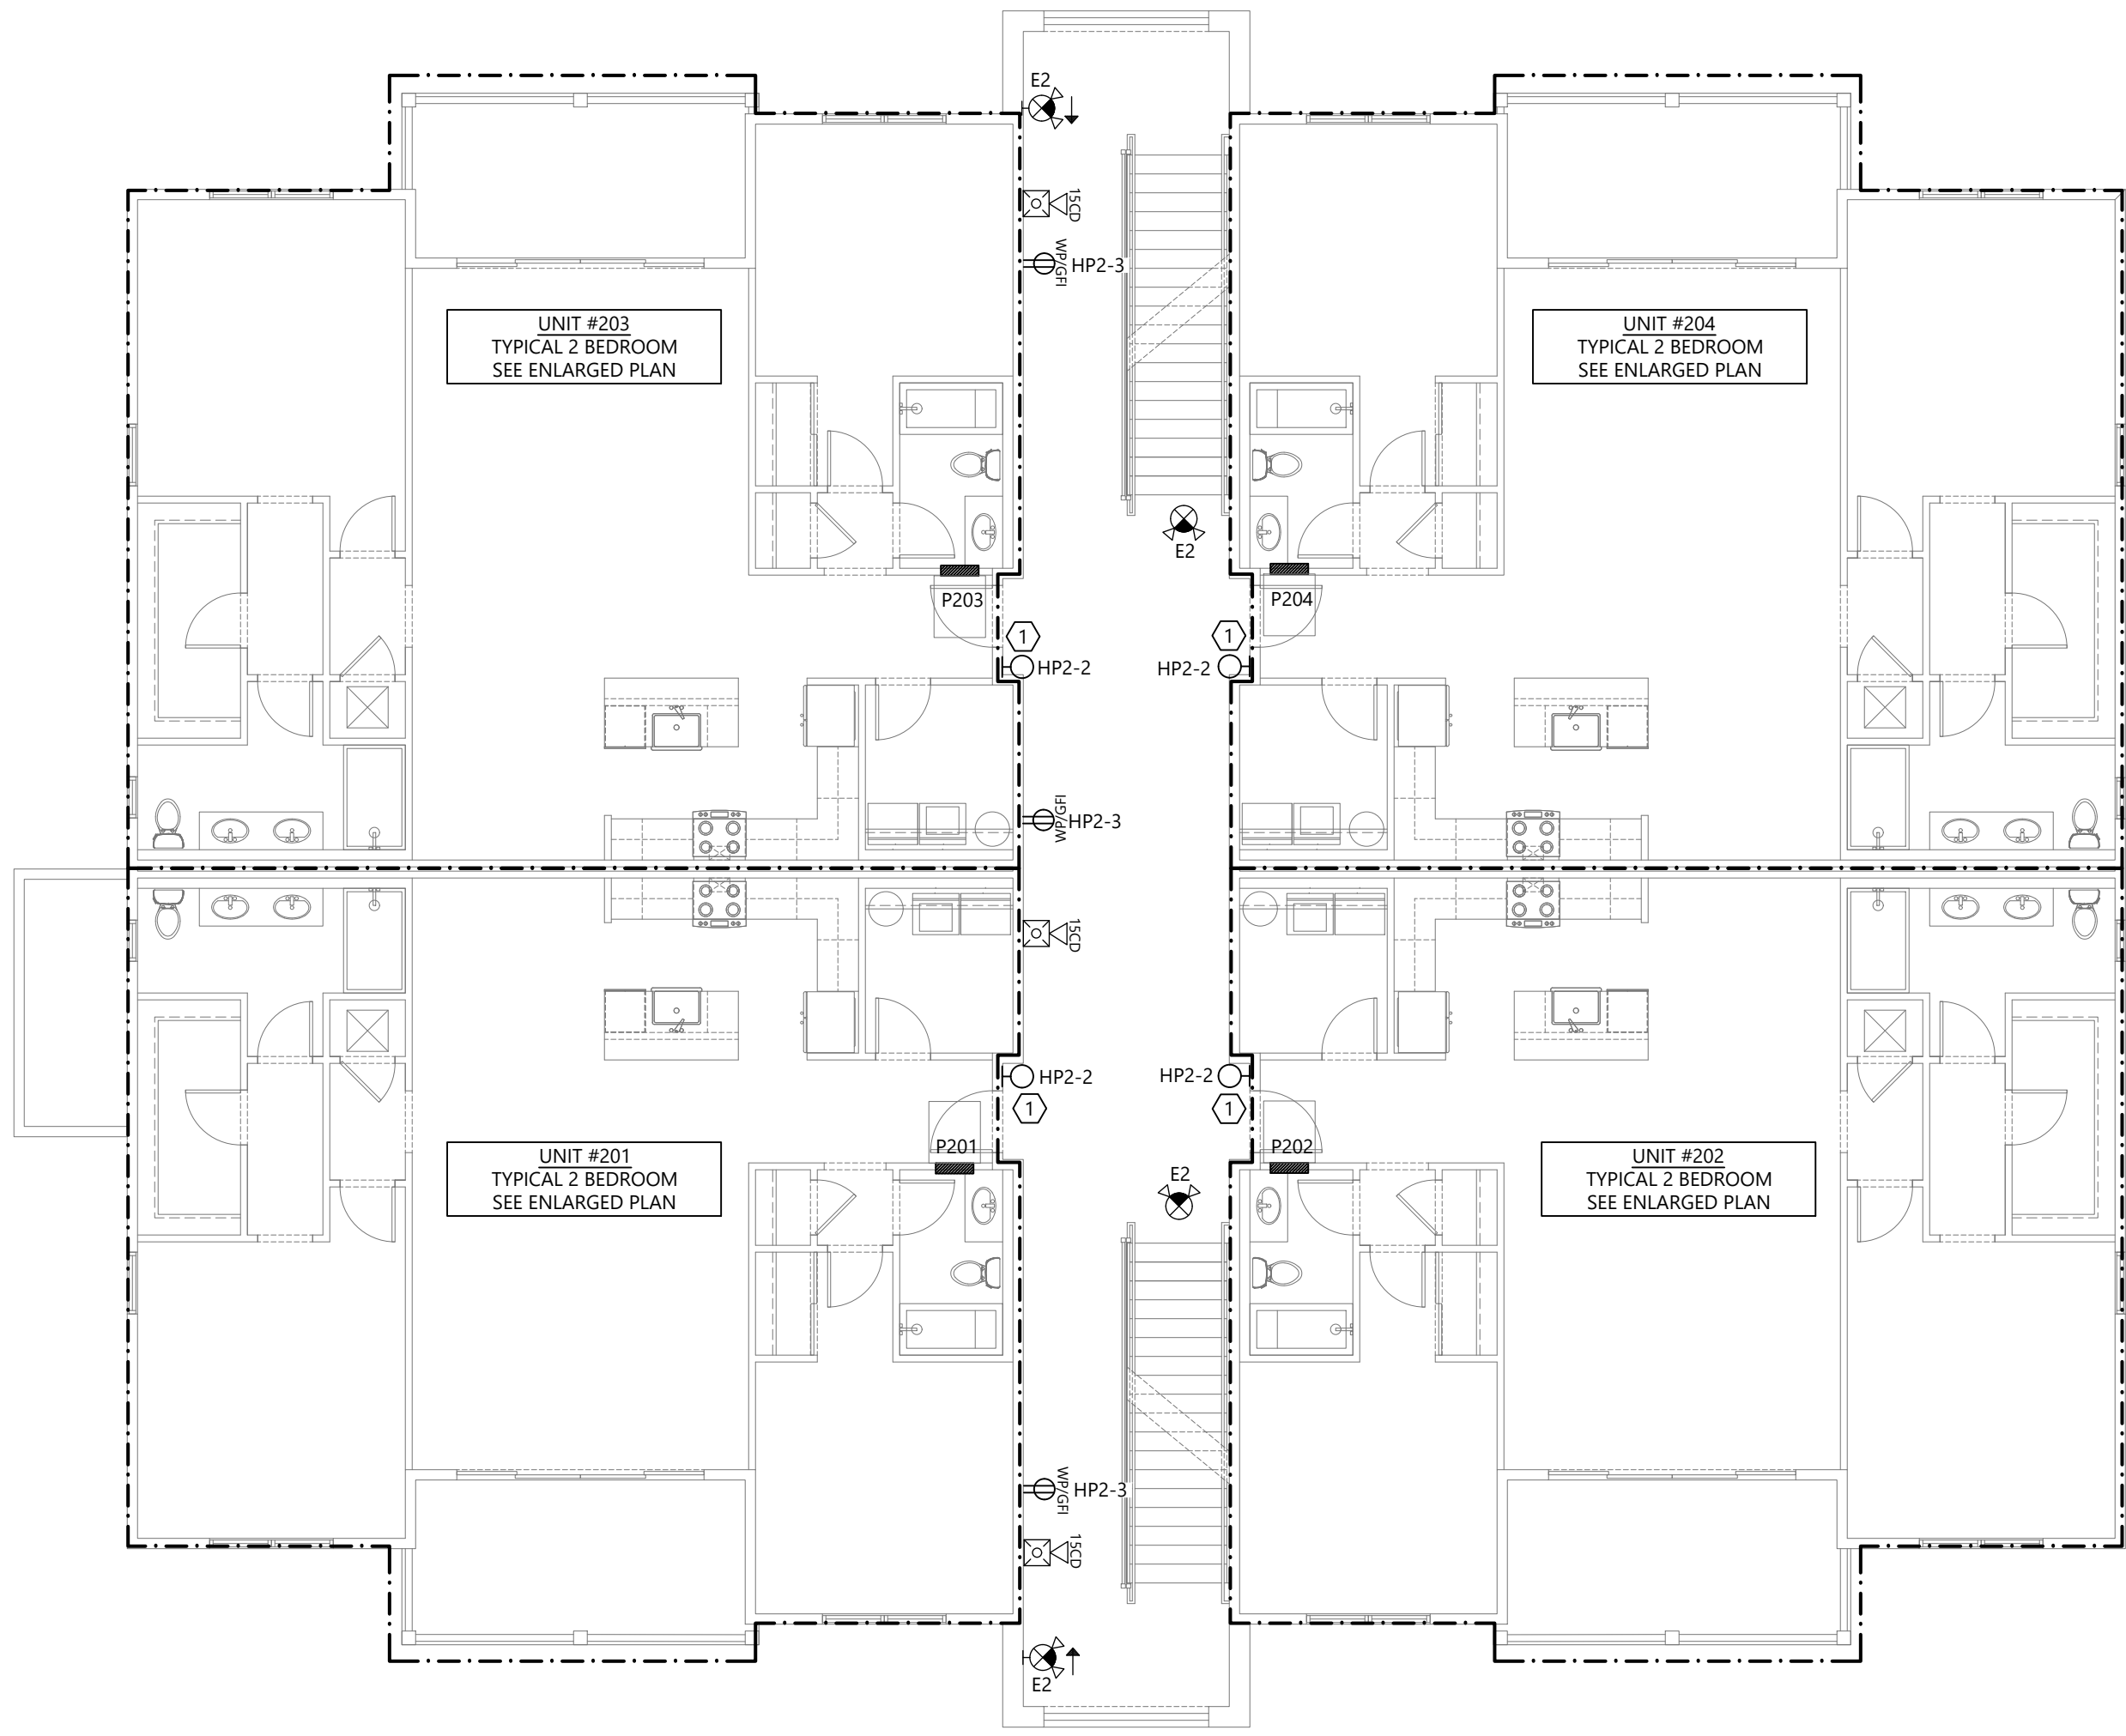 E2
15CD
WP/GFI
HP2-3
UNIT #203
TYPICAL 2 BEDROOM
SEE ENLARGED PLAN
UNIT #204
TYPICAL 2 BEDROOM
SEE ENLARGED PLAN
E2
P203
P204
1
1
HP2-2
HP2-2
WP/GFI
HP2-3
15CD
HP2-2
HP2-2
1
1
P201
P202
UNIT #201
TYPICAL 2 BEDROOM
SEE ENLARGED PLAN
E2
UNIT #202
TYPICAL 2 BEDROOM
SEE ENLARGED PLAN
WP/GFI
HP2-3
15CD
E2